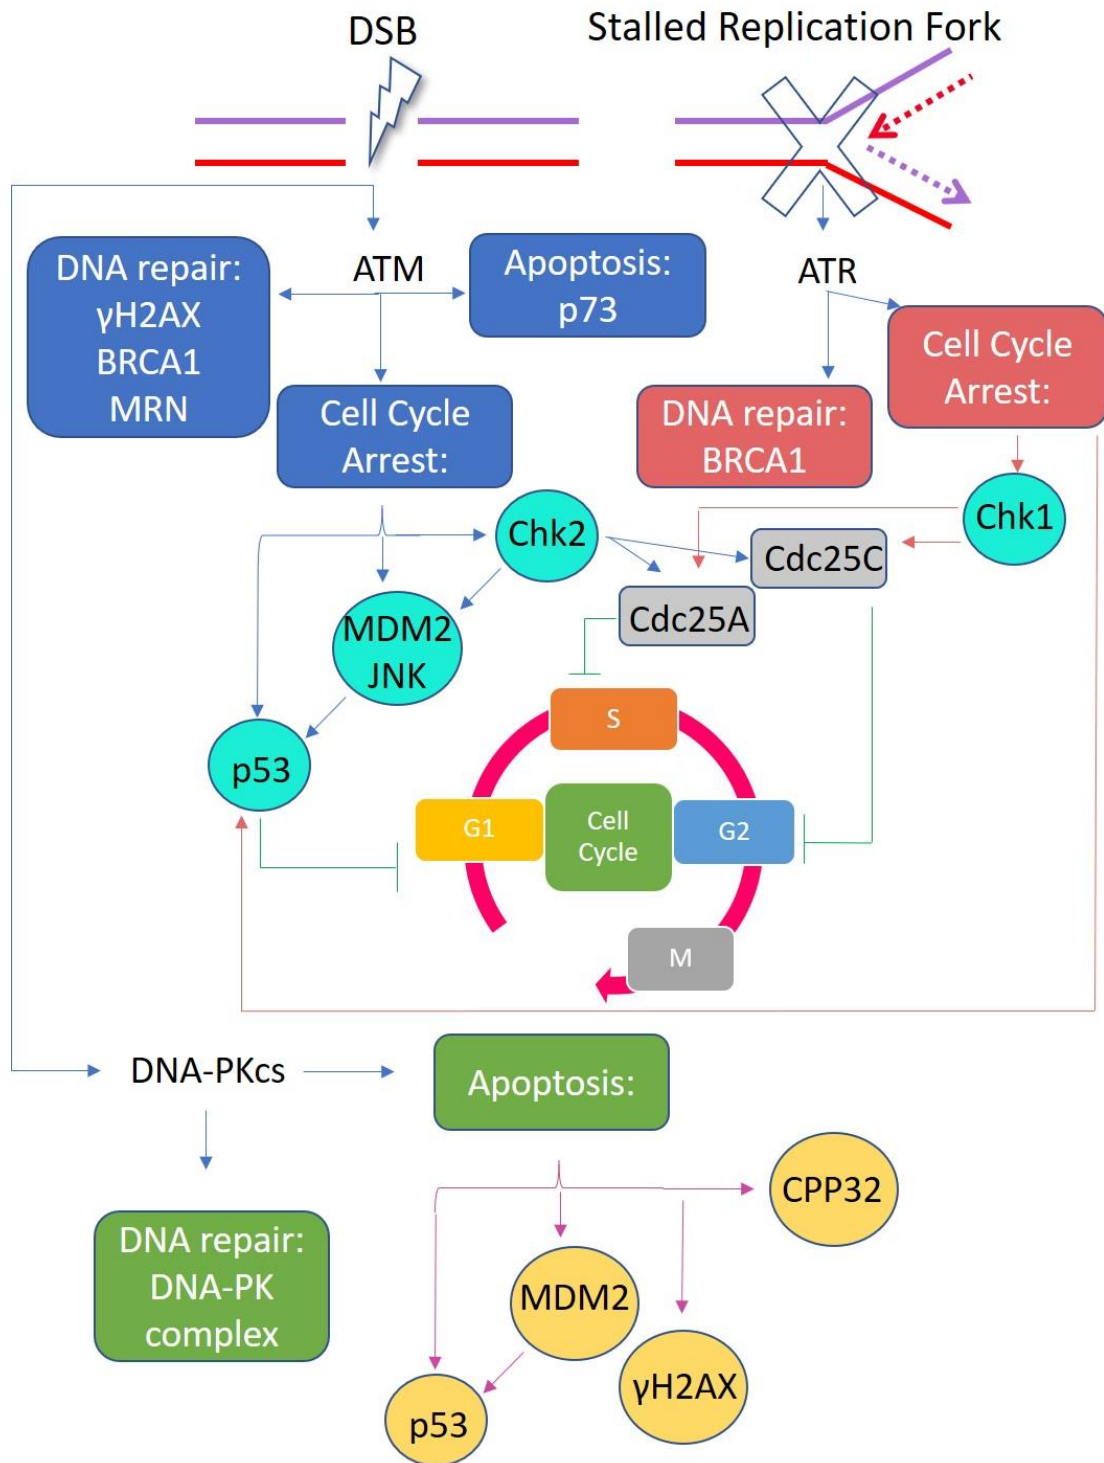 DSB
Stalled Replication Fork
ATM
DNA repair:
γH2AX
BRCA1
MRN
Apoptosis:
p73
Cell Cycle
Arrest:
ATR
Cell Cycle
Arrest:
DNA repair:
BRCA1
Chk2
Chk1
Cdc25C
Cdc25A
MDM2
JNK
p53
S
G1
Cell
Cycle
G2
M
DNA-PKcs
Apoptosis:
DNA repair:
DNA-PK
complex
CPP32
MDM2
γH2AX
p53